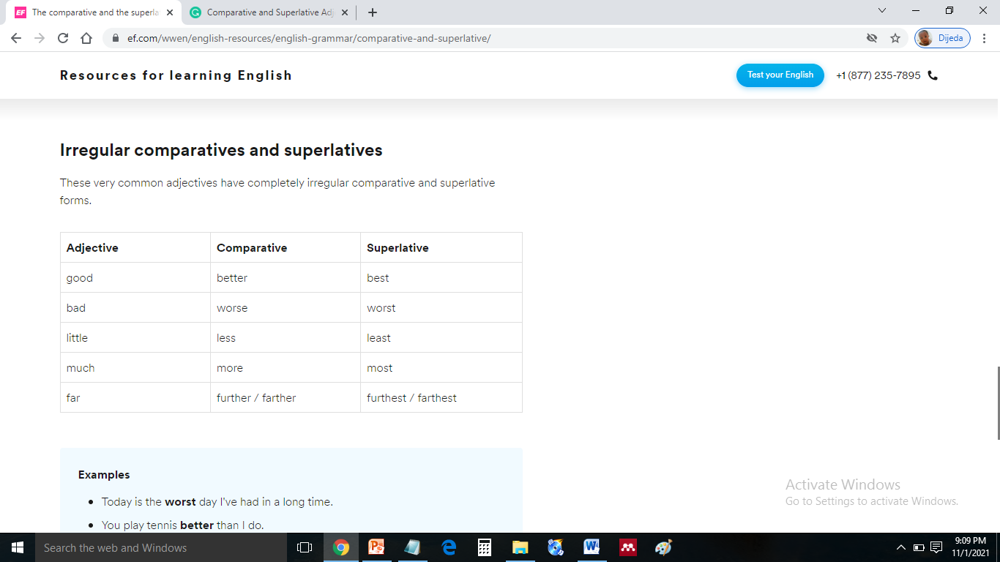 EF The comparative and the superla
Comparative and Superlative Adj
ef.com/wwen/english-resources/english-grammar/comparative-and-superlative/
Dijeda
Resources for learning English
Test your English
+1 (877) 235-7895
Irregular comparatives and superlatives
These very common adjectives have completely irregular comparative and superlative
forms.
Adjective Comparative Superlative
good better best
bad worse worst
little less least
much more most
far further / farther furthest / farthest
Examples
Today is the worst day I've had in a long time.
You play tennis better than I do.
Activate Windows
Go to Settings to activate Windows.
Search the web and Windows
9:09 PM
11/1/2021